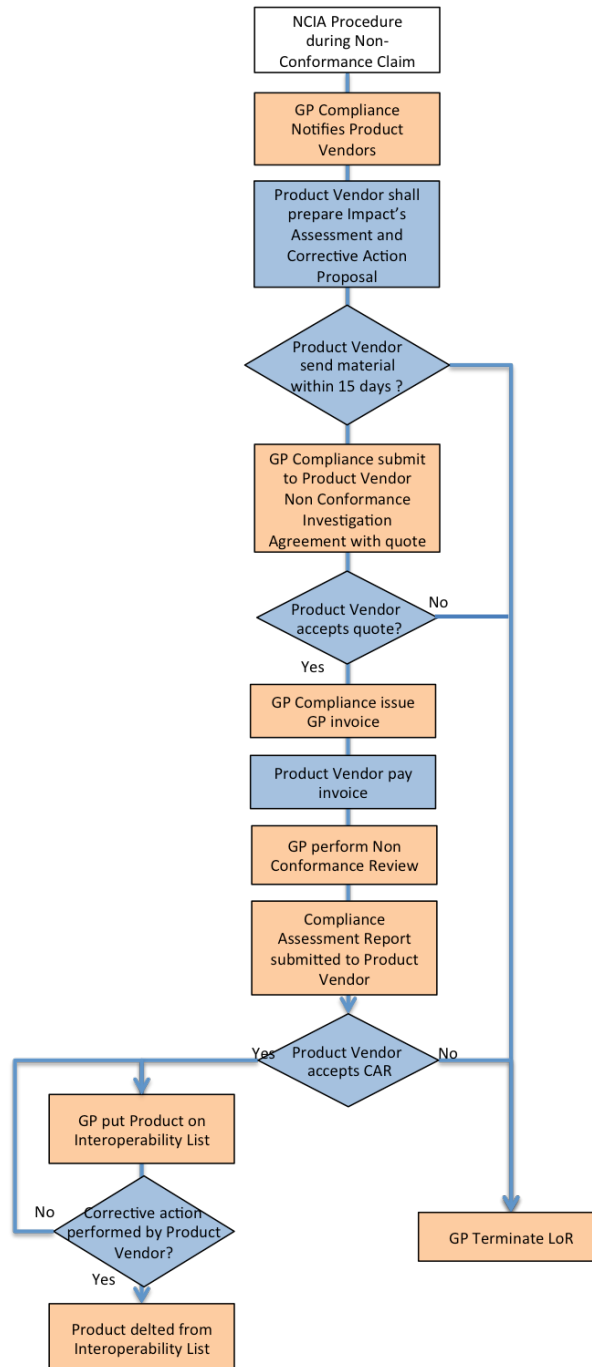 NCIA Procedure
during Non-
Conformance Claim
GP Compliance
Notifies Product
Vendors
Product Vendor shall
prepare Impact’s
Assessment and
Corrective Action
Proposal
Product Vendor
send material
within 15 days ?
GP Compliance submit
to Product Vendor
Non Conformance
Investigation
Agreement with quote
Product Vendor
accepts quote?
No
Yes
GP Compliance issue
GP invoice
Product Vendor pay
invoice
GP perform Non
Conformance Review
Compliance
Assessment Report
submitted to Product
Vendor
Product Vendor
accepts CAR
Yes
No
GP put Product on
Interoperability List
Corrective action
performed by Product
Vendor?
No
Yes
GP Terminate LoR
Product delted from
Interoperability List